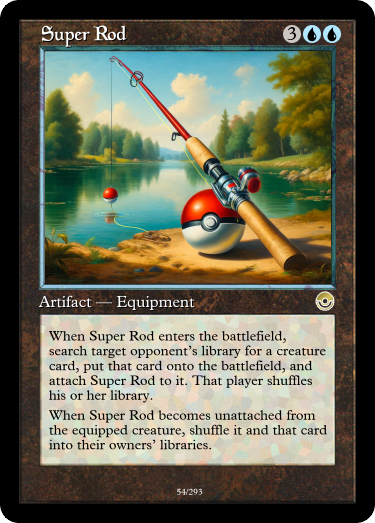 Super Rod 3
Artifact — Equipment
When Super Rod enters the battlefield,
search target opponent's library for a creature
card, put that card onto the battlefield, and
attach Super Rod to it. That player shuffles
his or her library.
When Super Rod becomes unattached from
the equipped creature, shuffle it and that card
into their owners' libraries.
54/293